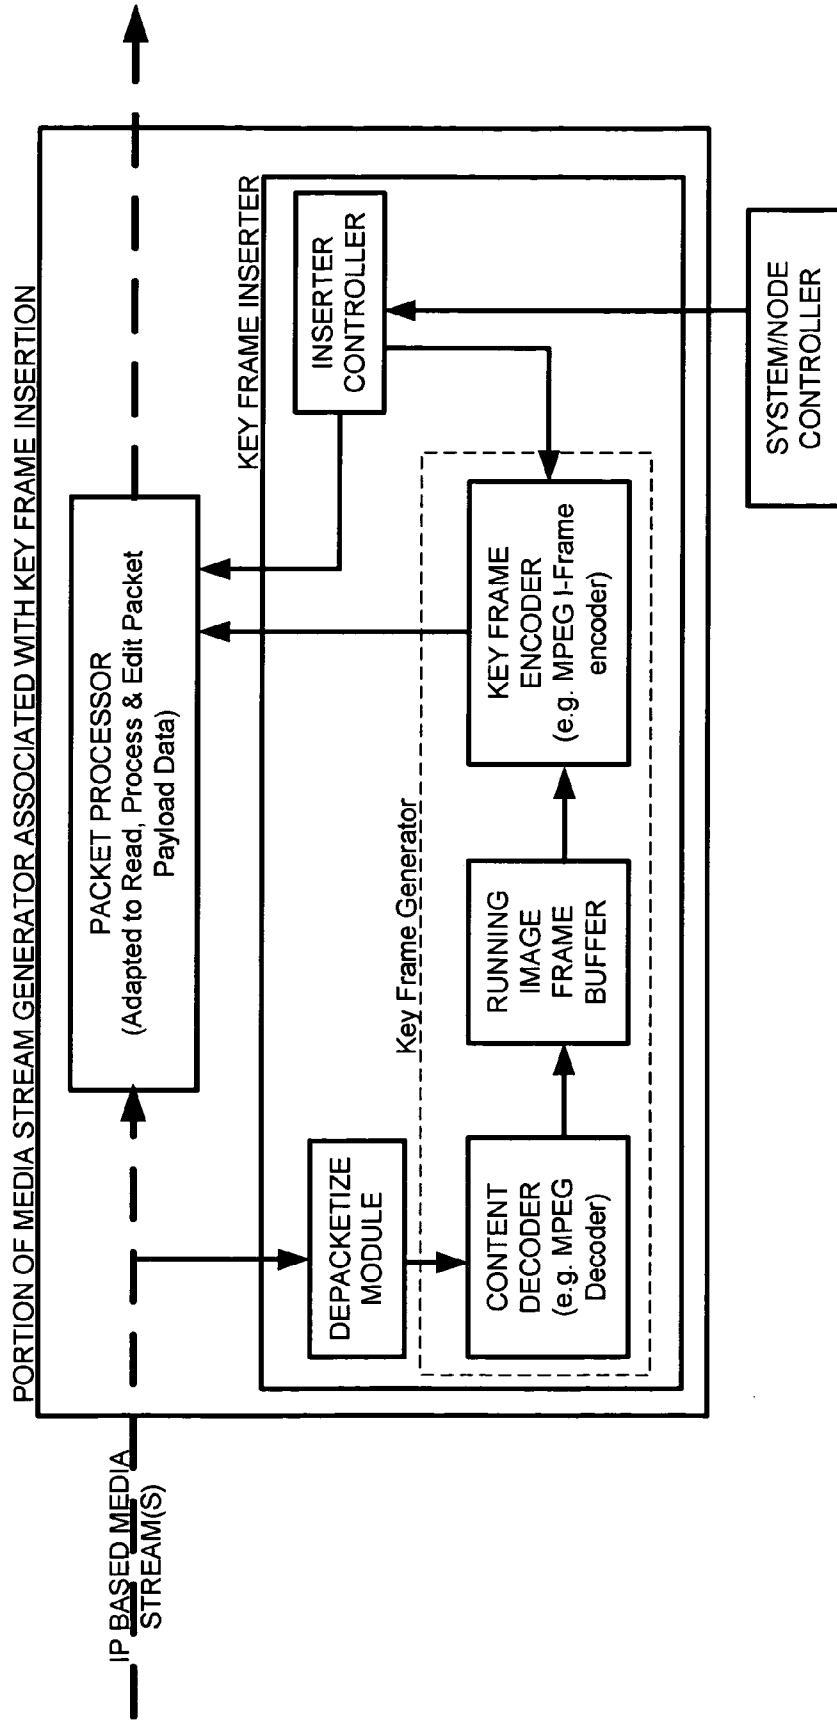 PORTION OF MEDIA STREAM GENERATOR ASSOCIATED WITH KEY FRAME INSERTION
IP BASED MEDIA
STREAM(S)
PACKET PROCESSOR
(Adapted to Read, Process & Edit Packet
Payload Data)
KEY FRAME INSERTER
DEPACKETIZE
MODULE
INSERTER
CONTROLLER
Key Frame Generator
CONTENT
DECODER
(e.g. MPEG
Decoder)
RUNNING
IMAGE
FRAME
BUFFER
KEY FRAME
ENCODER
(e.g. MPEG I-Frame
encoder)
SYSTEM/NODE
CONTROLLER